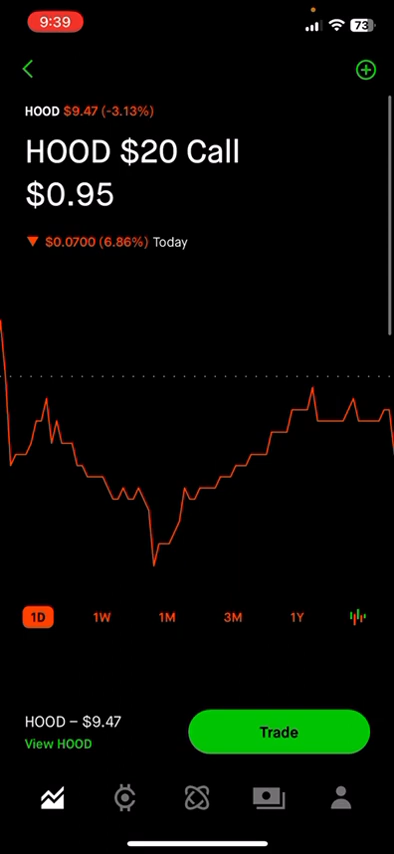 9:39
73
HOOD $9.47 (-3.13%)
HOOD $20 Call
$0.95
▼ $0.0700 (6.86%) Today
1D 1W 1M 3M 1Y
HOOD – $9.47
View HOOD
Trade